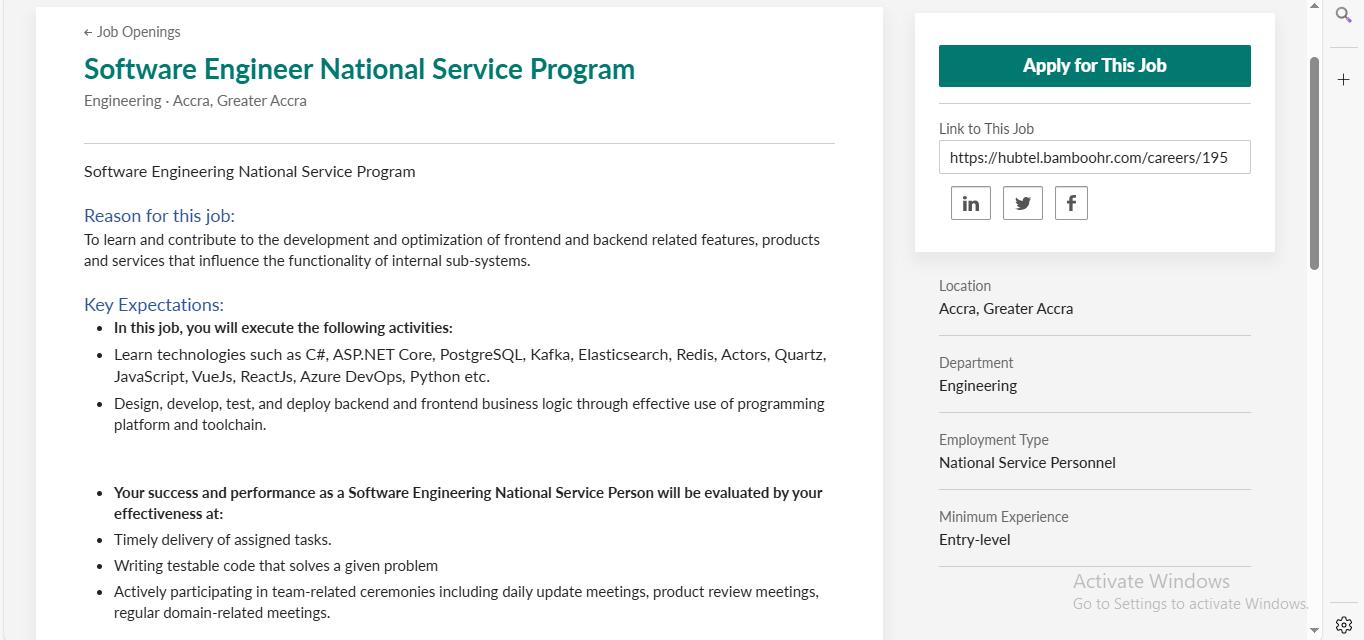 ← Job Openings
Software Engineer National Service Program
Engineering · Accra, Greater Accra
Software Engineering National Service Program
Reason for this job:
To learn and contribute to the development and optimization of frontend and backend related features, products
and services that influence the functionality of internal sub-systems.
Key Expectations:
• In this job, you will execute the following activities:
• Learn technologies such as C#, ASP.NET Core, PostgreSQL, Kafka, Elasticsearch, Redis, Actors, Quartz,
JavaScript, VueJs, ReactJs, Azure DevOps, Python etc.
• Design, develop, test, and deploy backend and frontend business logic through effective use of programming
platform and toolchain.
• Your success and performance as a Software Engineering National Service Person will be evaluated by your
effectiveness at:
• Timely delivery of assigned tasks.
• Writing testable code that solves a given problem
• Actively participating in team-related ceremonies including daily update meetings, product review meetings,
regular domain-related meetings.
Apply for This Job
Link to This Job
https://hubtel.bamboohr.com/careers/195
in
f
Location
Accra, Greater Accra
Department
Engineering
Employment Type
National Service Personnel
Minimum Experience
Entry-level
Activate Windows
Go to Settings to activate Windows.